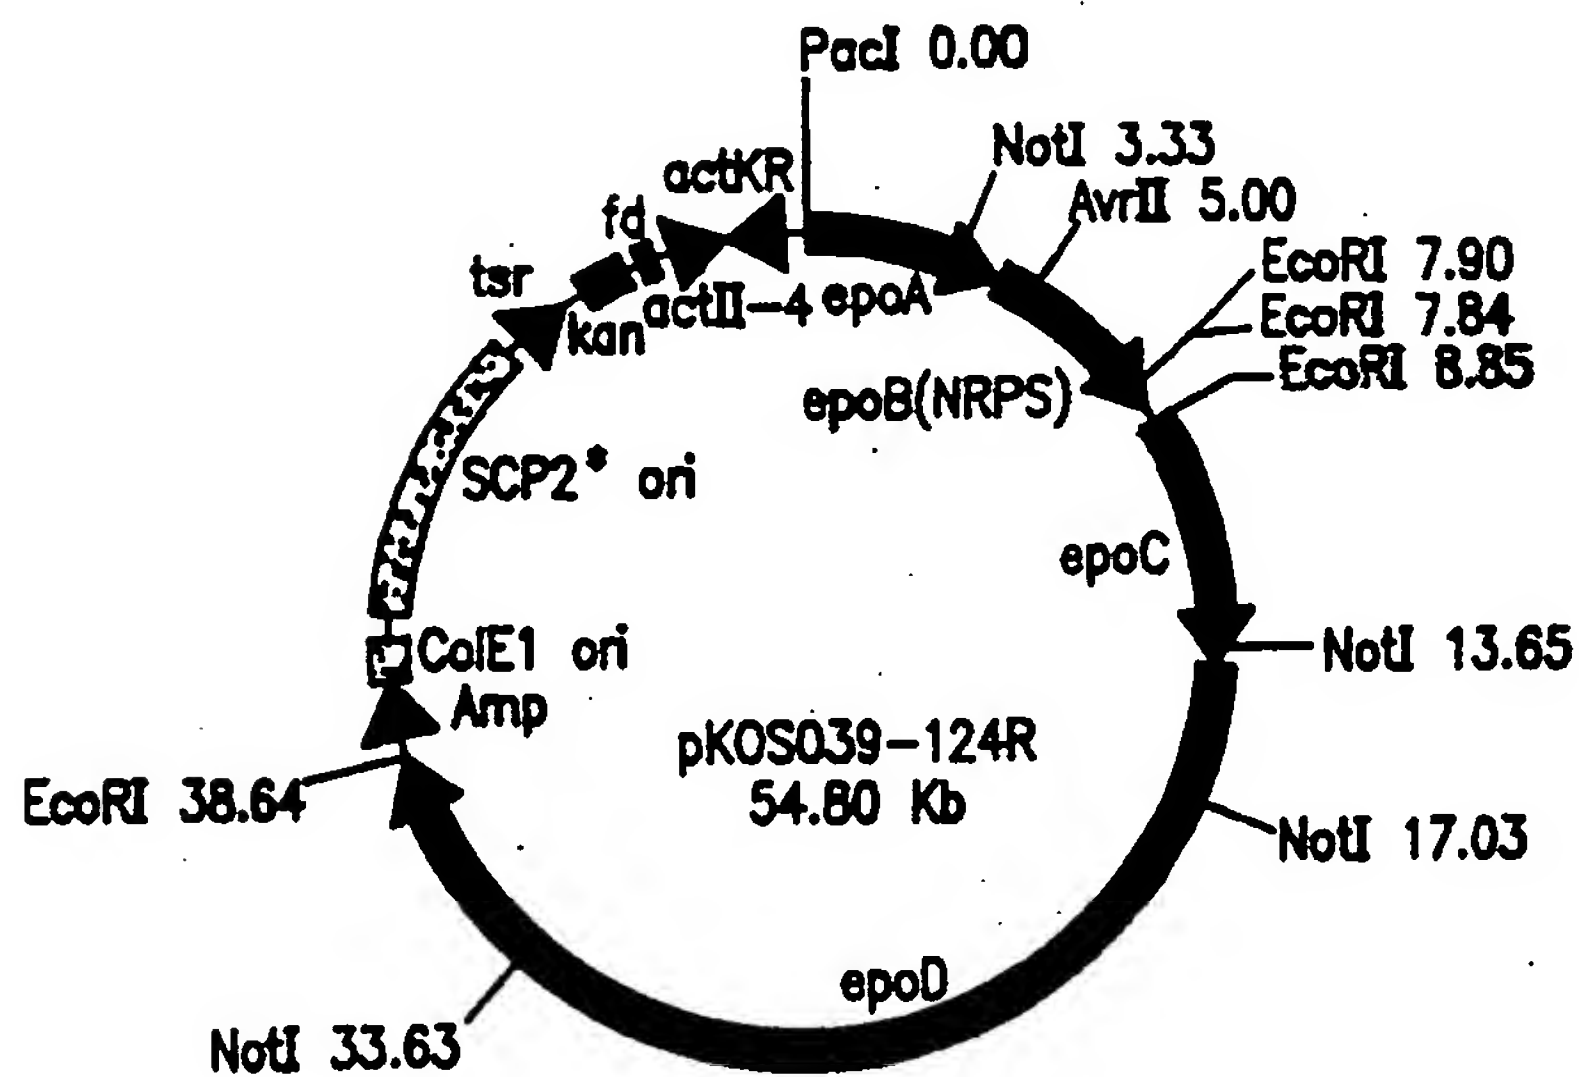 PacI 0.00
NotI 3.33
actKR
AvrII 5.00
fd
EcoRI 7.90
tsr
actII-4
epoA
EcoRI 7.84
kan
EcoRI 8.85
epoB(NRPS)
SCP2* ori
epoC
ColE1 ori
NotI 13.65
Amp
pKOS039-124R
54.80 Kb
EcoRI 38.64
NotI 17.03
epoD
NotI 33.63